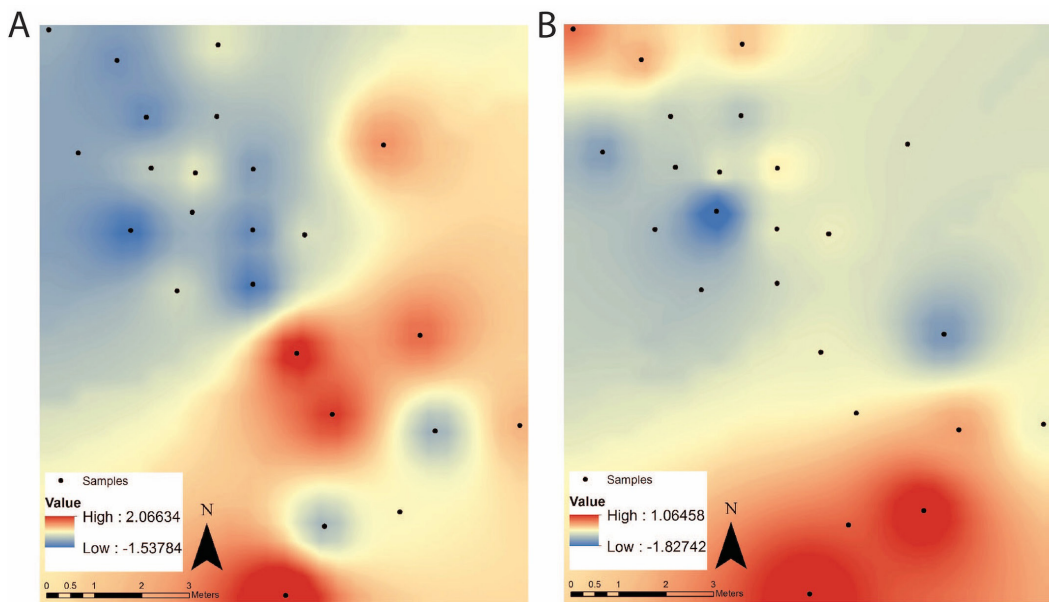 A
Samples
Value
High : 2.06634
Low : -1.53784
N
0 0.5 1 2 3
Meters
B
Samples
Value
High : 1.06458
Low : -1.82742
N
0 0.5 1 2 3
Meters